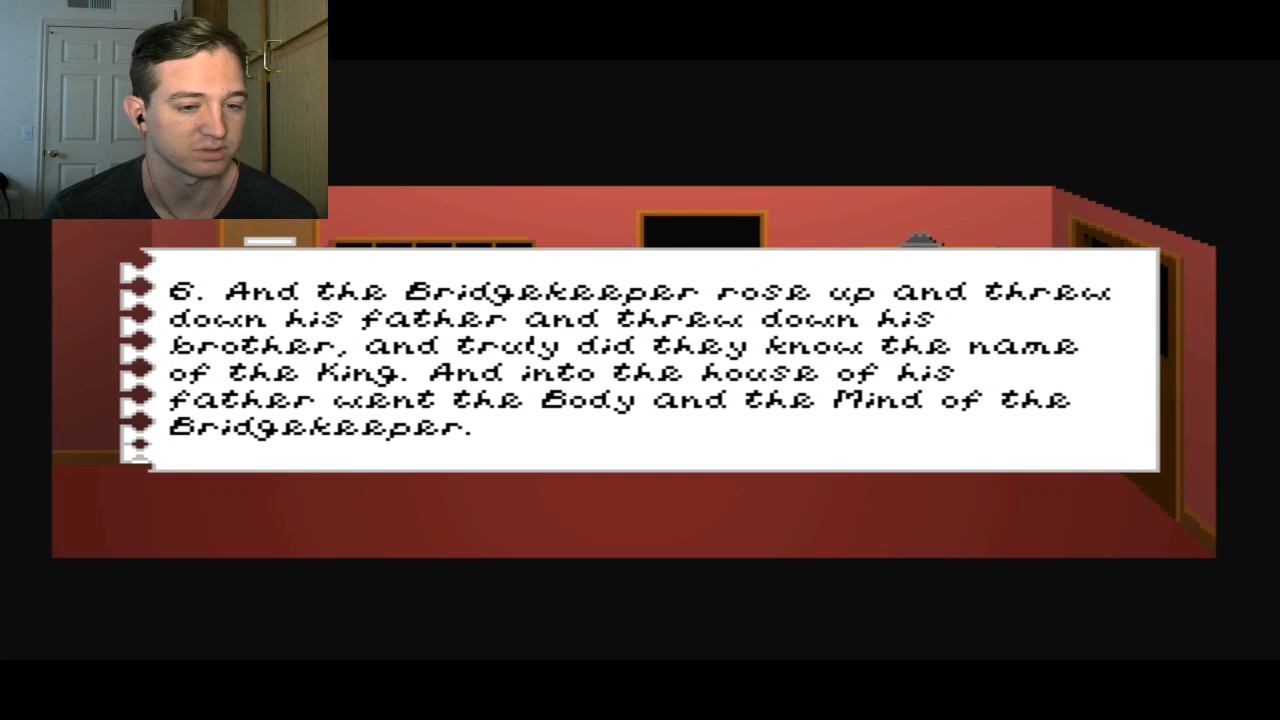 6. And the Bridgekeeper rose up and threw
down his father and threw down his
brother, and truly did they know the name
of the King. And into the house of his
father went the Body and the Mind of the
Bridgekeeper.